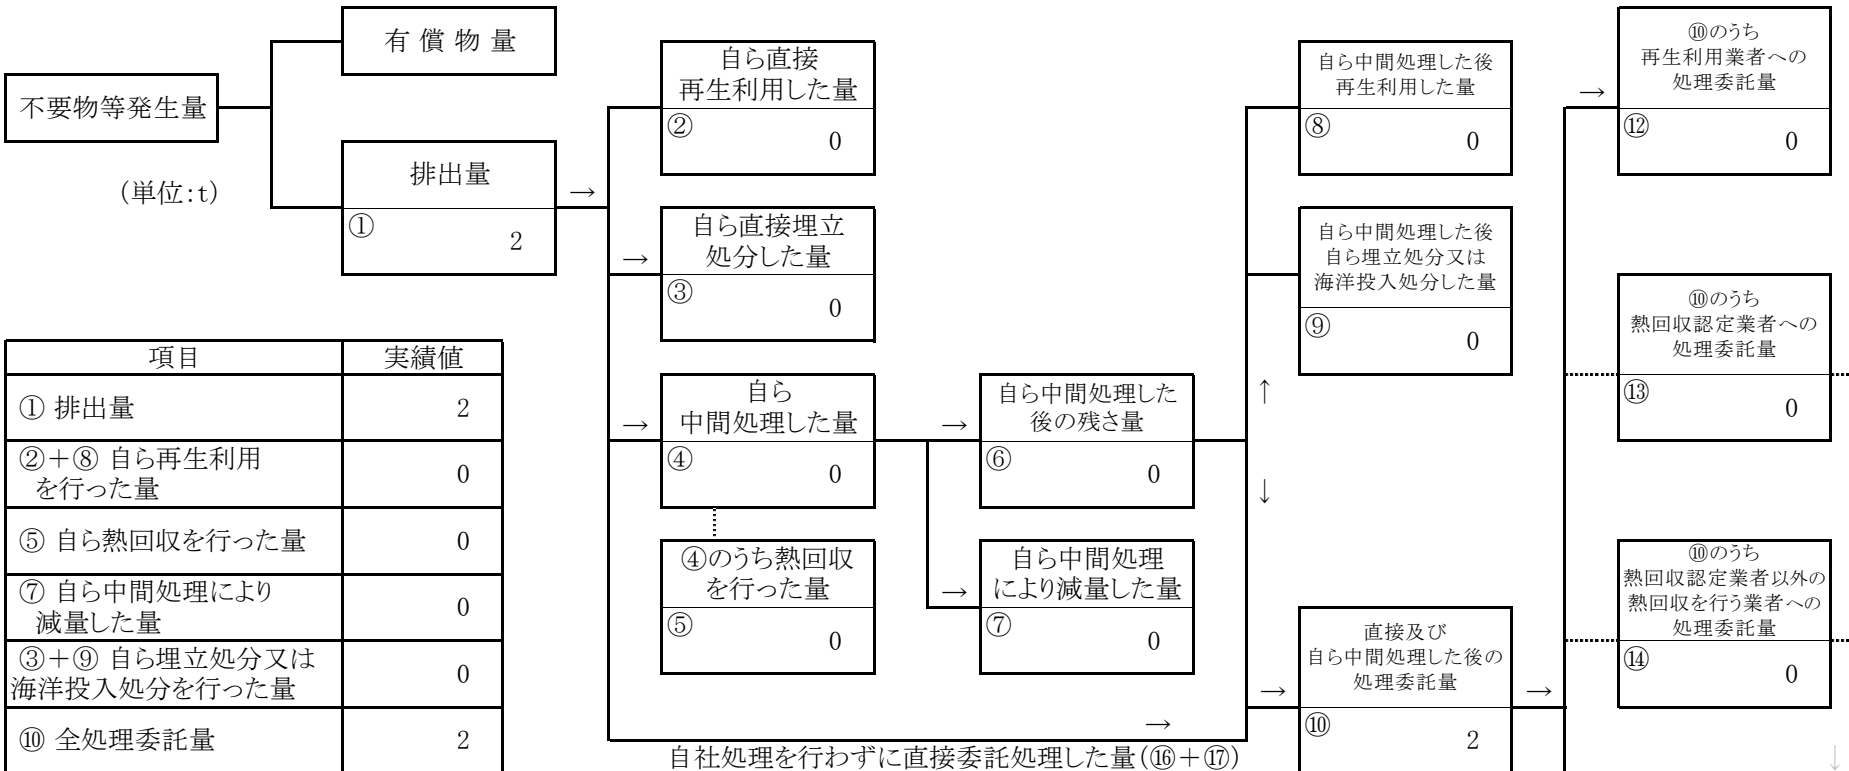 有 償 物 量
不要物等発生量
(単位:t)
排出量
①
2
→
自ら直接
再生利用した量
②
0
→
自ら直接埋立
処分した量
③
0
→
自ら
中間処理した量
④
0
④のうち熱回収
を行った量
⑤
0
→
自ら中間処理した
後の残さ量
⑥
0
→
自ら中間処理
により減量した量
⑦
0
↑
↓
自ら中間処理した後
再生利用した量
⑧
0
自ら中間処理した後
自ら埋立処分又は
海洋投入処分した量
⑨
0
→
自社処理を行わずに直接委託処理した量(⑯+⑰)
→
直接及び
自ら中間処理した後の
処理委託量
⑩
2
→
→
⑩のうち
再生利用業者への
処理委託量
⑫
0
⑩のうち
熱回収認定業者への
処理委託量
⑬
0
⑩のうち
熱回収認定業者以外の
熱回収を行う業者への
処理委託量
⑭
0
↓
項目 実績値
① 排出量 2
②+⑧ 自ら再生利用
を行った量 0
⑤ 自ら熱回収を行った量 0
⑦ 自ら中間処理により
減量した量 0
③+⑨ 自ら埋立処分又は
海洋投入処分を行った量 0
⑩ 全処理委託量 2